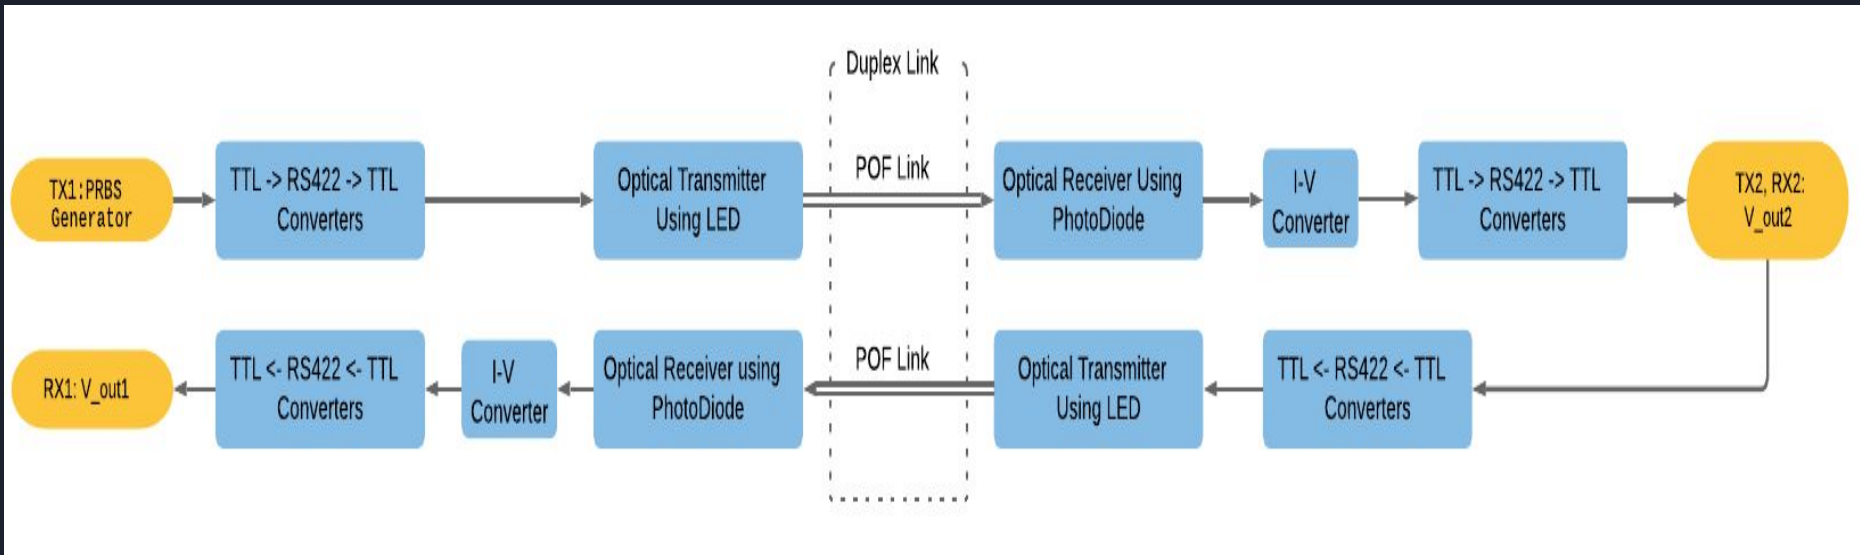 Duplex Link
TX1:PRBS
Generator
TTL -> RS422 -> TTL
Converters
Optical Transmitter
Using LED
POF Link
Optical Receiver Using
PhotoDiode
I-V
Converter
TTL -> RS422 -> TTL
Converters
TX2, RX2:
V_out2
RX1: V_out1
TTL <- RS422 <- TTL
Converters
I-V
Converter
Optical Receiver using
PhotoDiode
POF Link
Optical Transmitter
Using LED
TTL <- RS422 <- TTL
Converters